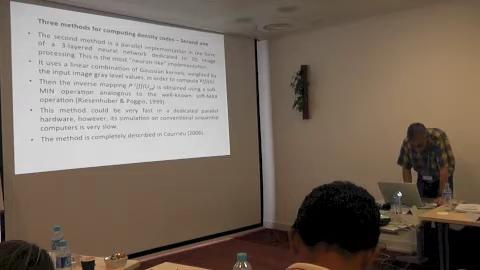 Three methods for computing density codes – Second one
• The second method is a parallel implementation in the form
of a 3-layered neural network dedicated to 2D image
processing. This is the most "neuron like" implementation.
• It uses a linear combination of Gaussian kernels, weighted by
the input image gray level values, in order to compute
• Then the inverse mapping is obtained using a soft-
MIN operation analogous to the well-known soft-MAX
operation [Riesenhuber & Poggio, 1999].
• This method could be very fast in a dedicated parallel
hardware, however, its simulation on conventional sequential
computers is very slow.
• The method is completely described in Courrieu (2006).